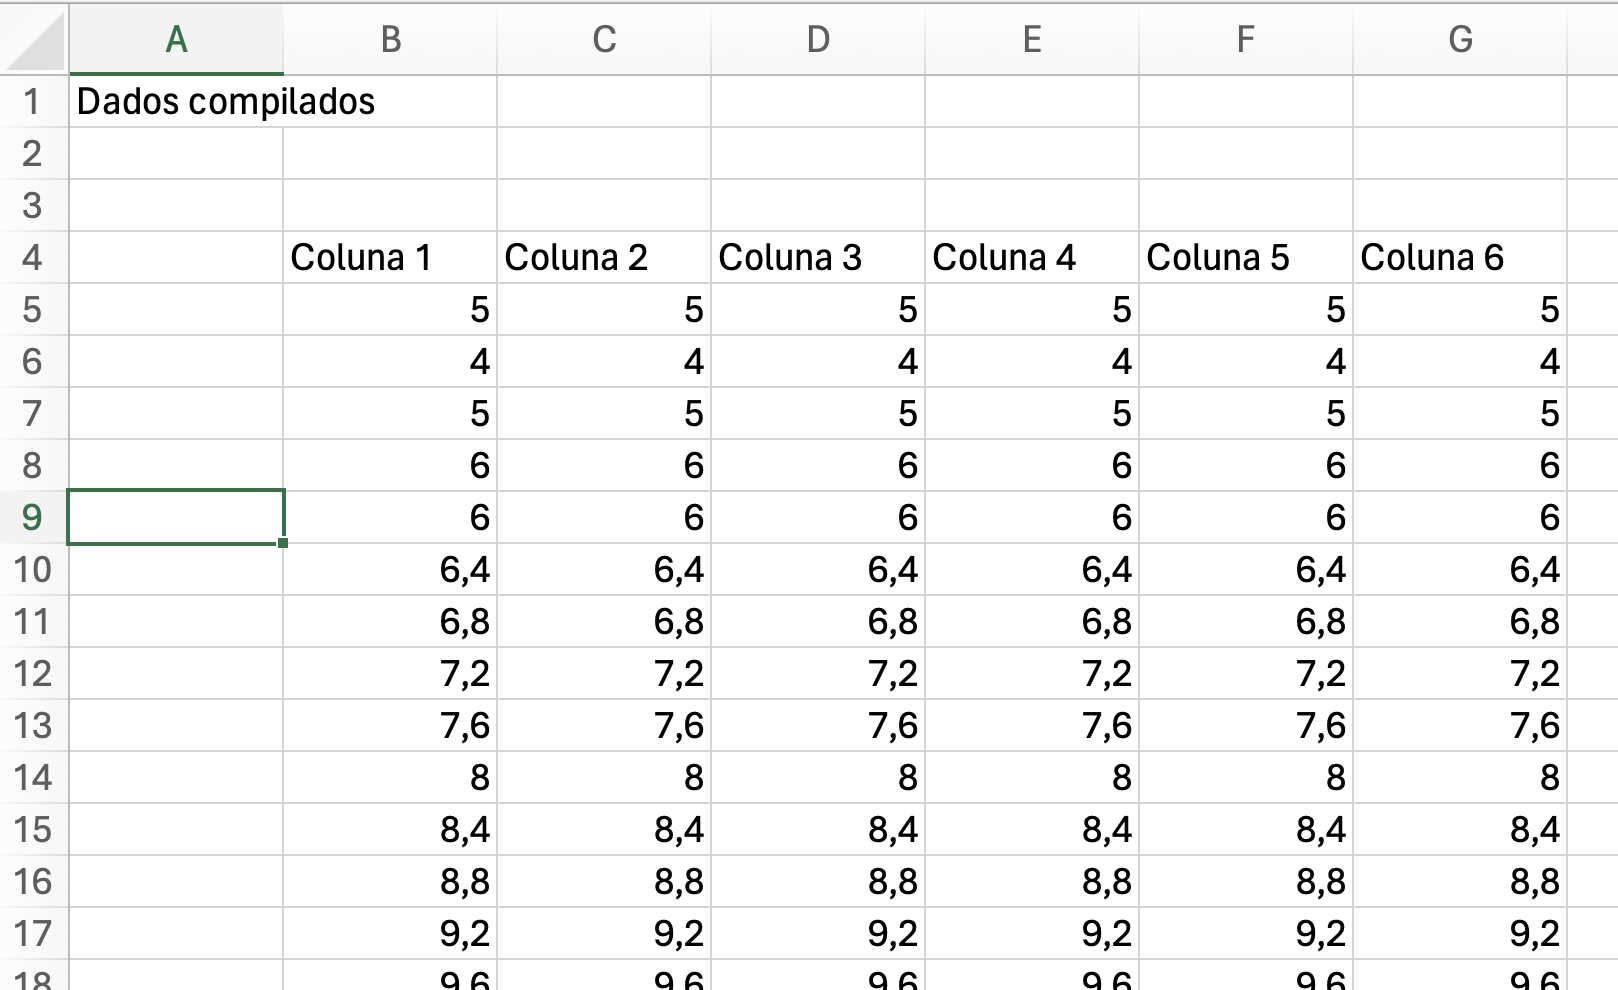 A B C D E F G
1 Dados compilados
2
3
4 Coluna 1 Coluna 2 Coluna 3 Coluna 4 Coluna 5 Coluna 6
5 5 5 5 5 5 5
6 4 4 4 4 4 4
7 5 5 5 5 5 5
8 6 6 6 6 6 6
9 6 6 6 6 6 6
10 6,4 6,4 6,4 6,4 6,4 6,4
11 6,8 6,8 6,8 6,8 6,8 6,8
12 7,2 7,2 7,2 7,2 7,2 7,2
13 7,6 7,6 7,6 7,6 7,6 7,6
14 8 8 8 8 8 8
15 8,4 8,4 8,4 8,4 8,4 8,4
16 8,8 8,8 8,8 8,8 8,8 8,8
17 9,2 9,2 9,2 9,2 9,2 9,2
18 9,6 9,6 9,6 9,6 9,6 9,6